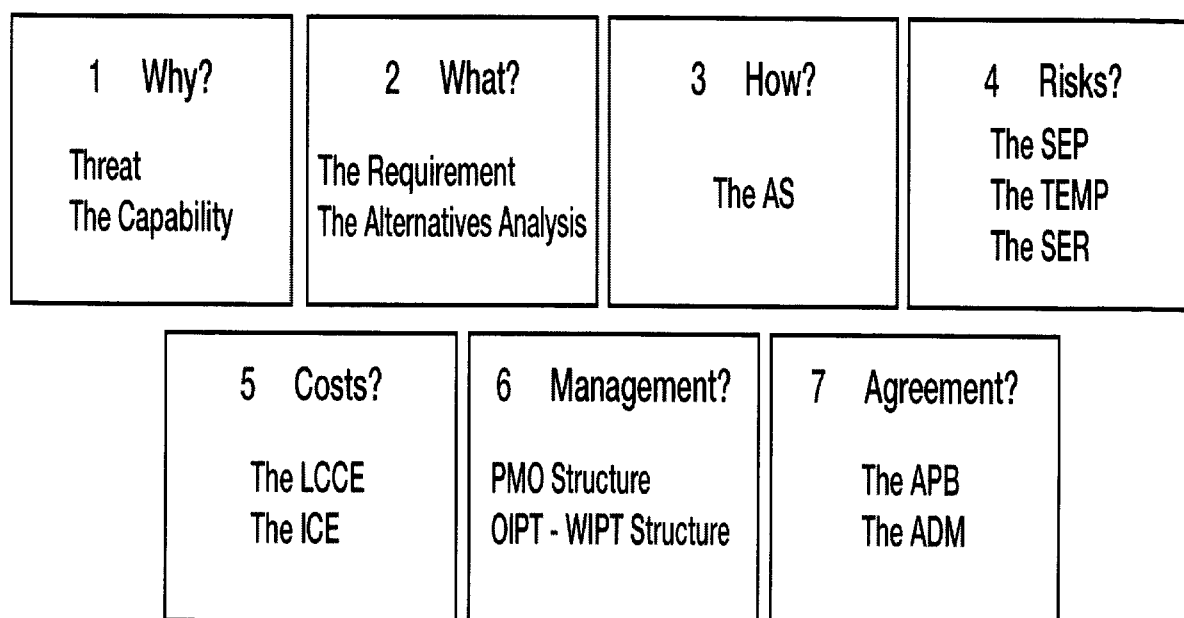 1 Why?
Threat
The Capability
2 What?
The Requirement
The Alternatives Analysis
3 How?
The AS
4 Risks?
The SEP
The TEMP
The SER
5 Costs?
The LCCE
The ICE
6 Management?
PMO Structure
OIPT - WIPT Structure
7 Agreement?
The APB
The ADM